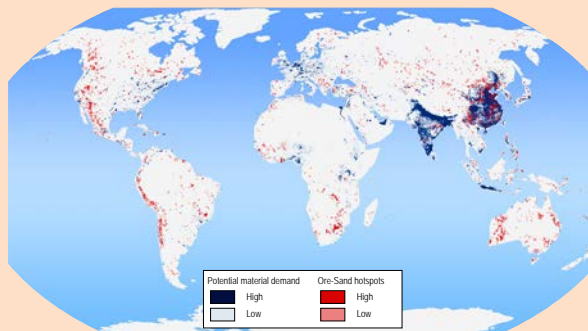 Potential material demand
High
Low
Ore-Sand hotspots
High
Low